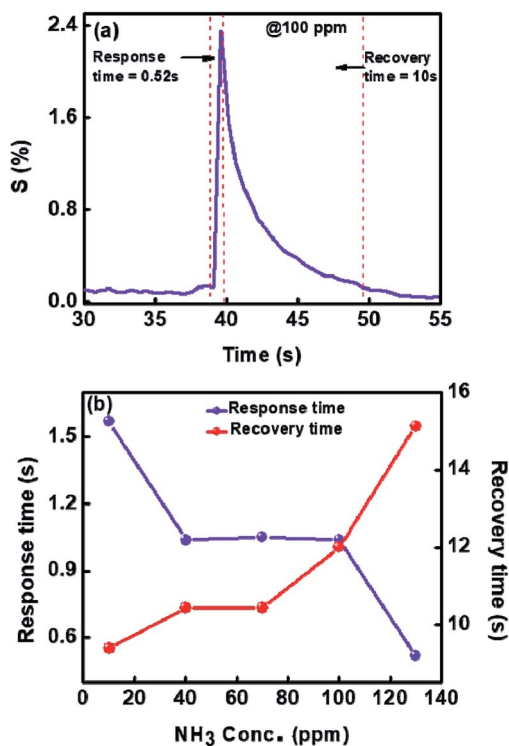 (a)
@100 ppm
Response
time = 0.52s
Recovery
time = 10s
2.4
1.6
0.8
0.0
S (%)
30 35 40 45 50 55
Time (s)
(b)
Response time
Recovery time
1.5
1.2
0.9
0.6
Response time (s)
16
14
12
10
Recovery time (s)
0 20 40 60 80 100 120 140
NH3 Conc. (ppm)